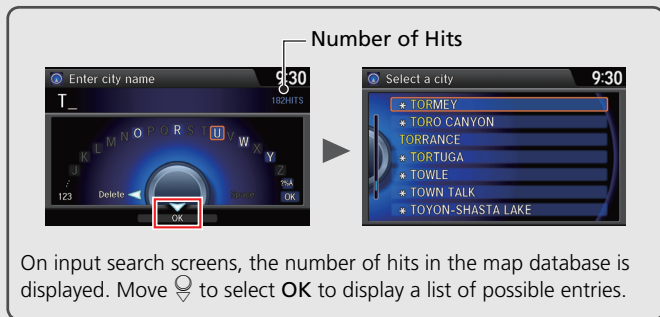 Number of Hits
Enter city name 9:30
T_ 182HITS
J K L M N O P Q R S T U V W X Y Z
123 Delete Space ?%A OK
OK
Select a city 9:30
* TORMEY
* TORO CANYON
TORRANCE
* TORTUGA
* TOWLE
* TOWN TALK
* TOYON-SHASTA LAKE
On input search screens, the number of hits in the map database is
displayed. Move to select OK to display a list of possible entries.